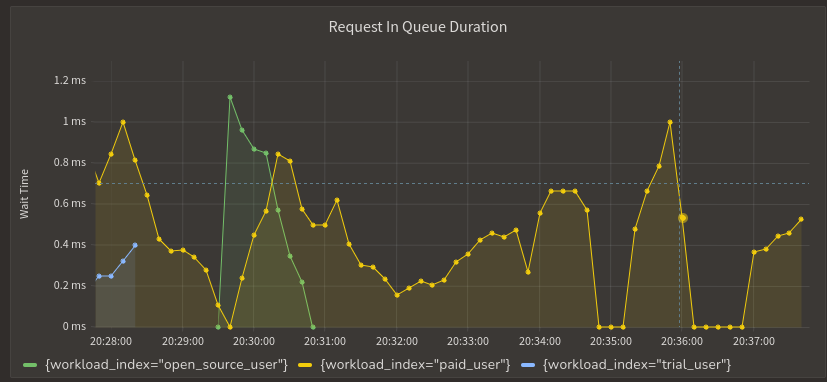 Request In Queue Duration
Wait Time
1.2 ms
1 ms
0.8 ms
0.6 ms
0.4 ms
0.2 ms
0 ms
20:28:00 20:29:00 20:30:00 20:31:00 20:32:00 20:33:00 20:34:00 20:35:00 20:36:00 20:37:00
{workload_index="open_source_user"} {workload_index="paid_user"} {workload_index="trial_user"}